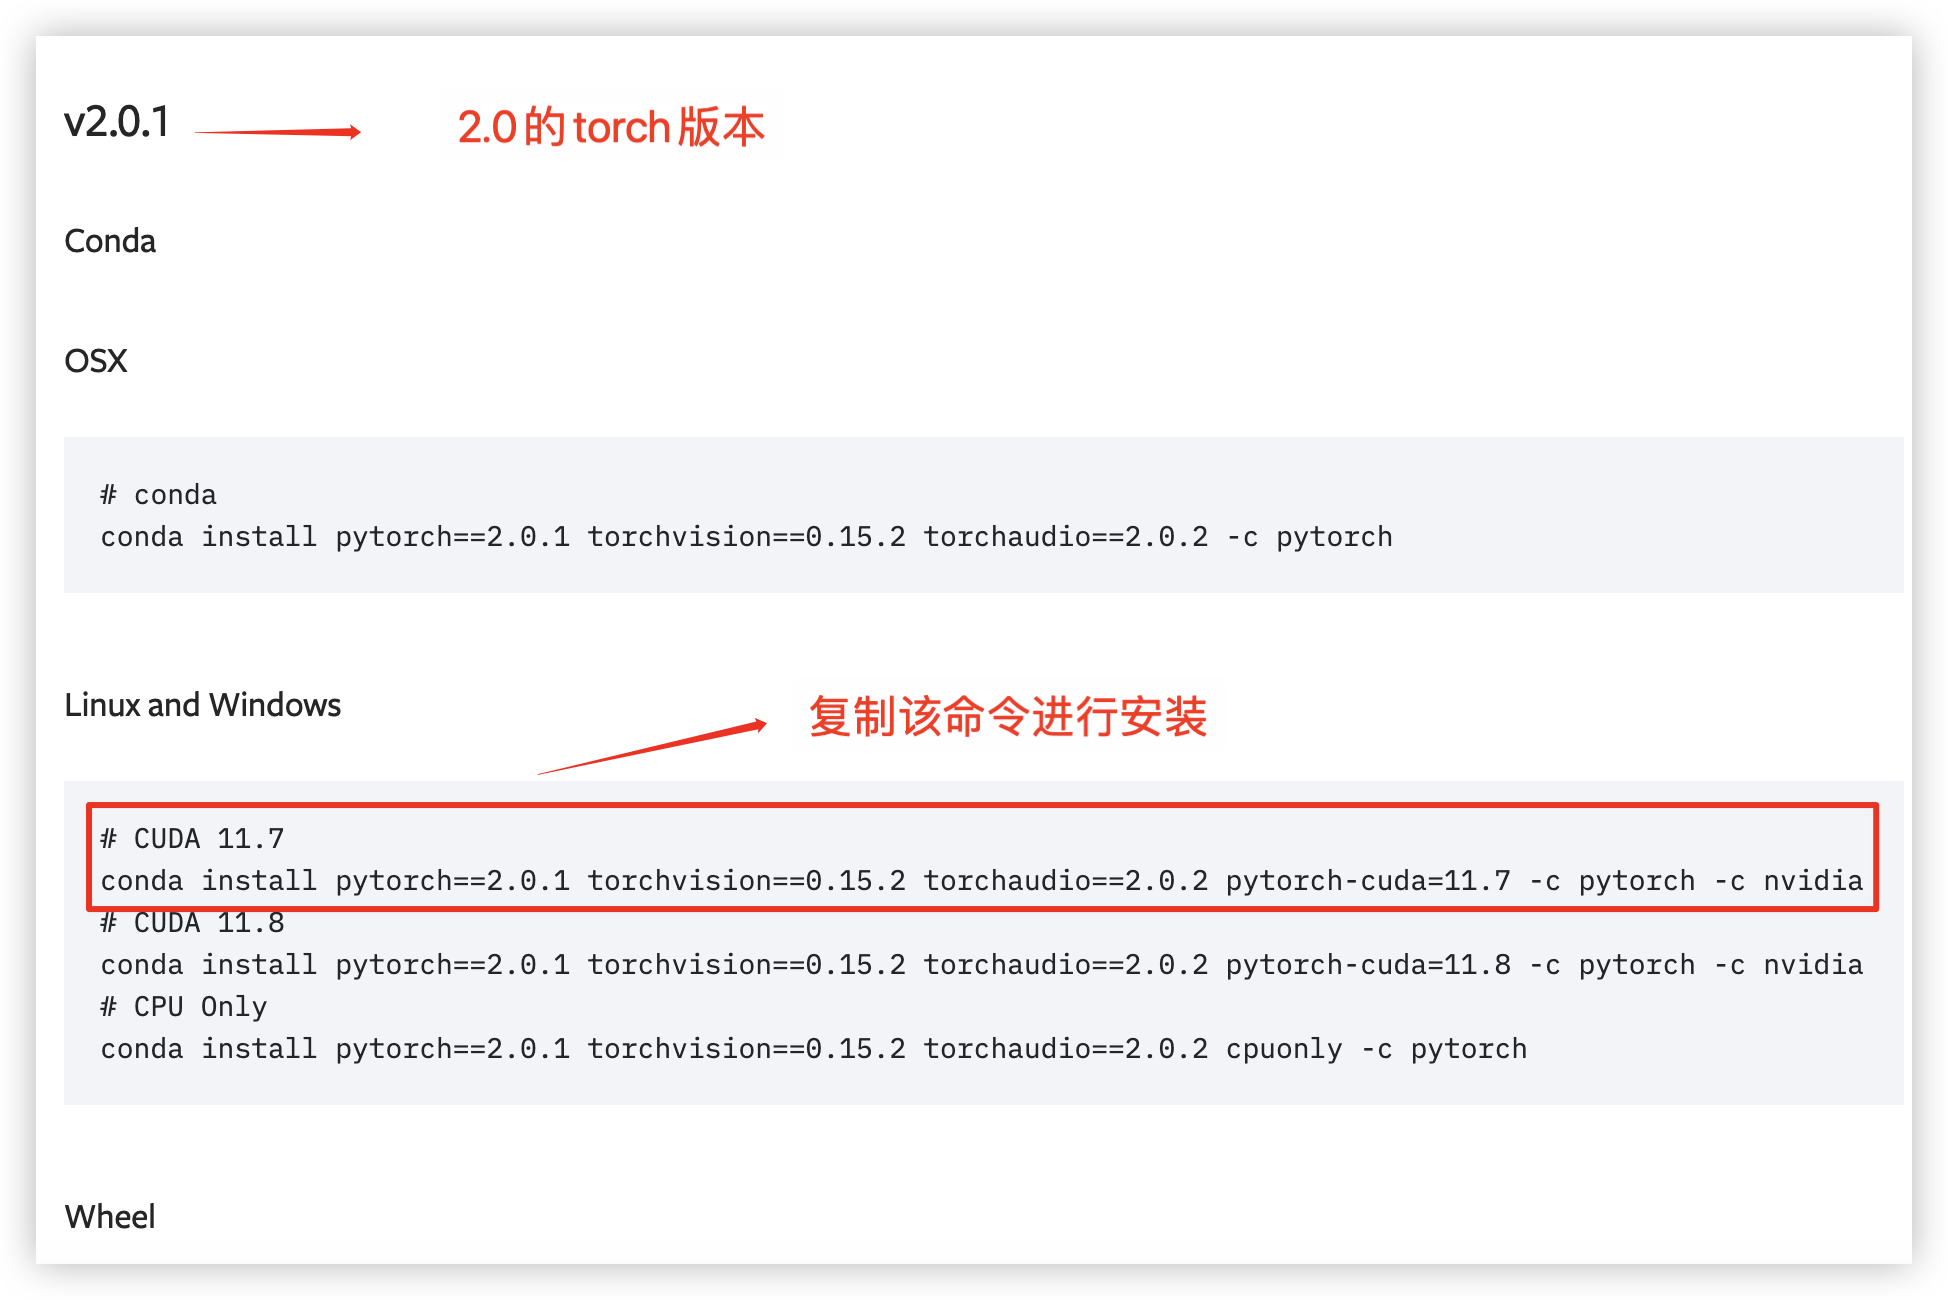 v2.0.1
2.0的torch版本
Conda
OSX
# conda
conda install pytorch==2.0.1 torchvision==0.15.2 torchaudio==2.0.2 -c pytorch
Linux and Windows
复制该命令进行安装
# CUDA 11.7
conda install pytorch==2.0.1 torchvision==0.15.2 torchaudio==2.0.2 pytorch-cuda=11.7 -c pytorch -c nvidia
# CUDA 11.8
conda install pytorch==2.0.1 torchvision==0.15.2 torchaudio==2.0.2 pytorch-cuda=11.8 -c pytorch -c nvidia
# CPU Only
conda install pytorch==2.0.1 torchvision==0.15.2 torchaudio==2.0.2 cpuonly -c pytorch
Wheel